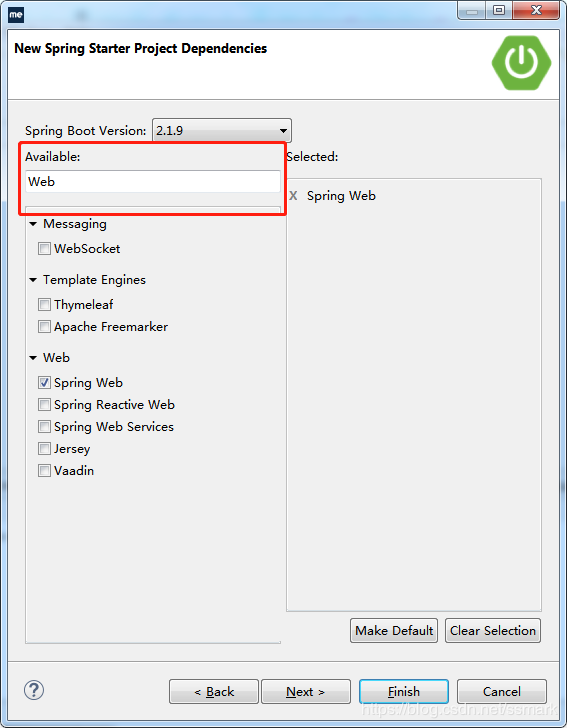 me
New Spring Starter Project Dependencies
Spring Boot Version: 2.1.9
Available:
Selected:
Web
X Spring Web
Messaging
WebSocket
Template Engines
Thymeleaf
Apache Freemarker
Web
Spring Web
Spring Reactive Web
Spring Web Services
Jersey
Vaadin
Make Default Clear Selection
? < Back Next > Finish Cancel
https://blog.csdn.net/ssmark